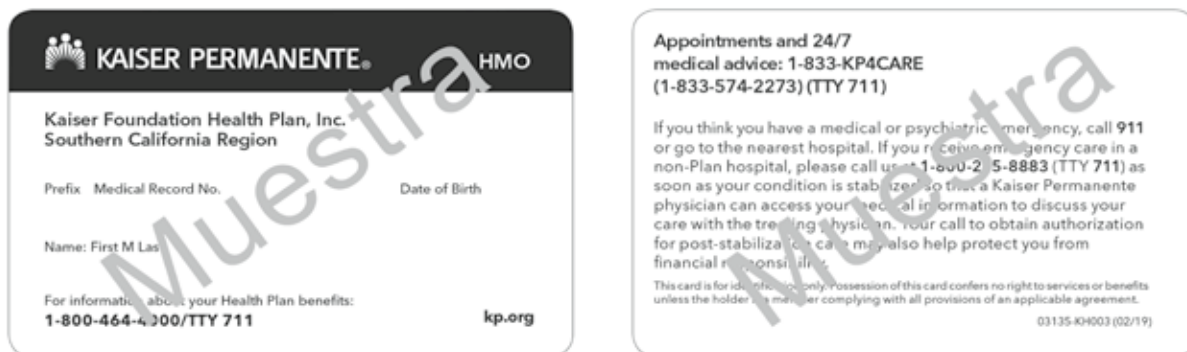 KAISER PERMANENTE®
HMO
Kaiser Foundation Health Plan, Inc.
Southern California Region
Prefix Medical Record No. Date of Birth
Name: First M
For about your Health Plan benefits:
/TTY 711 kp.org
Muestra
Appointments and 24/7
medical advice: 1-833-KP4CARE
(1-833-574-2273) (TTY 711)
If you think you have a medical or psychiatric emergency, call 911
or go to the nearest hospital. If you receive emergency care in a
non-Plan hospital, please call us at (TTY 711) as
soon as your condition is stabilized so that a Kaiser Permanente
physician can access your medical information to discuss your
care with the treating physician. Your call to obtain authorization
for post-stabilization care may also help protect you from
financial responsibility.
This card is for identification only. Possession of this card confers no right to services or benefits
unless the holder is a member complying with all provisions of an applicable agreement.
03135-KH003 (02/19)
Muestra